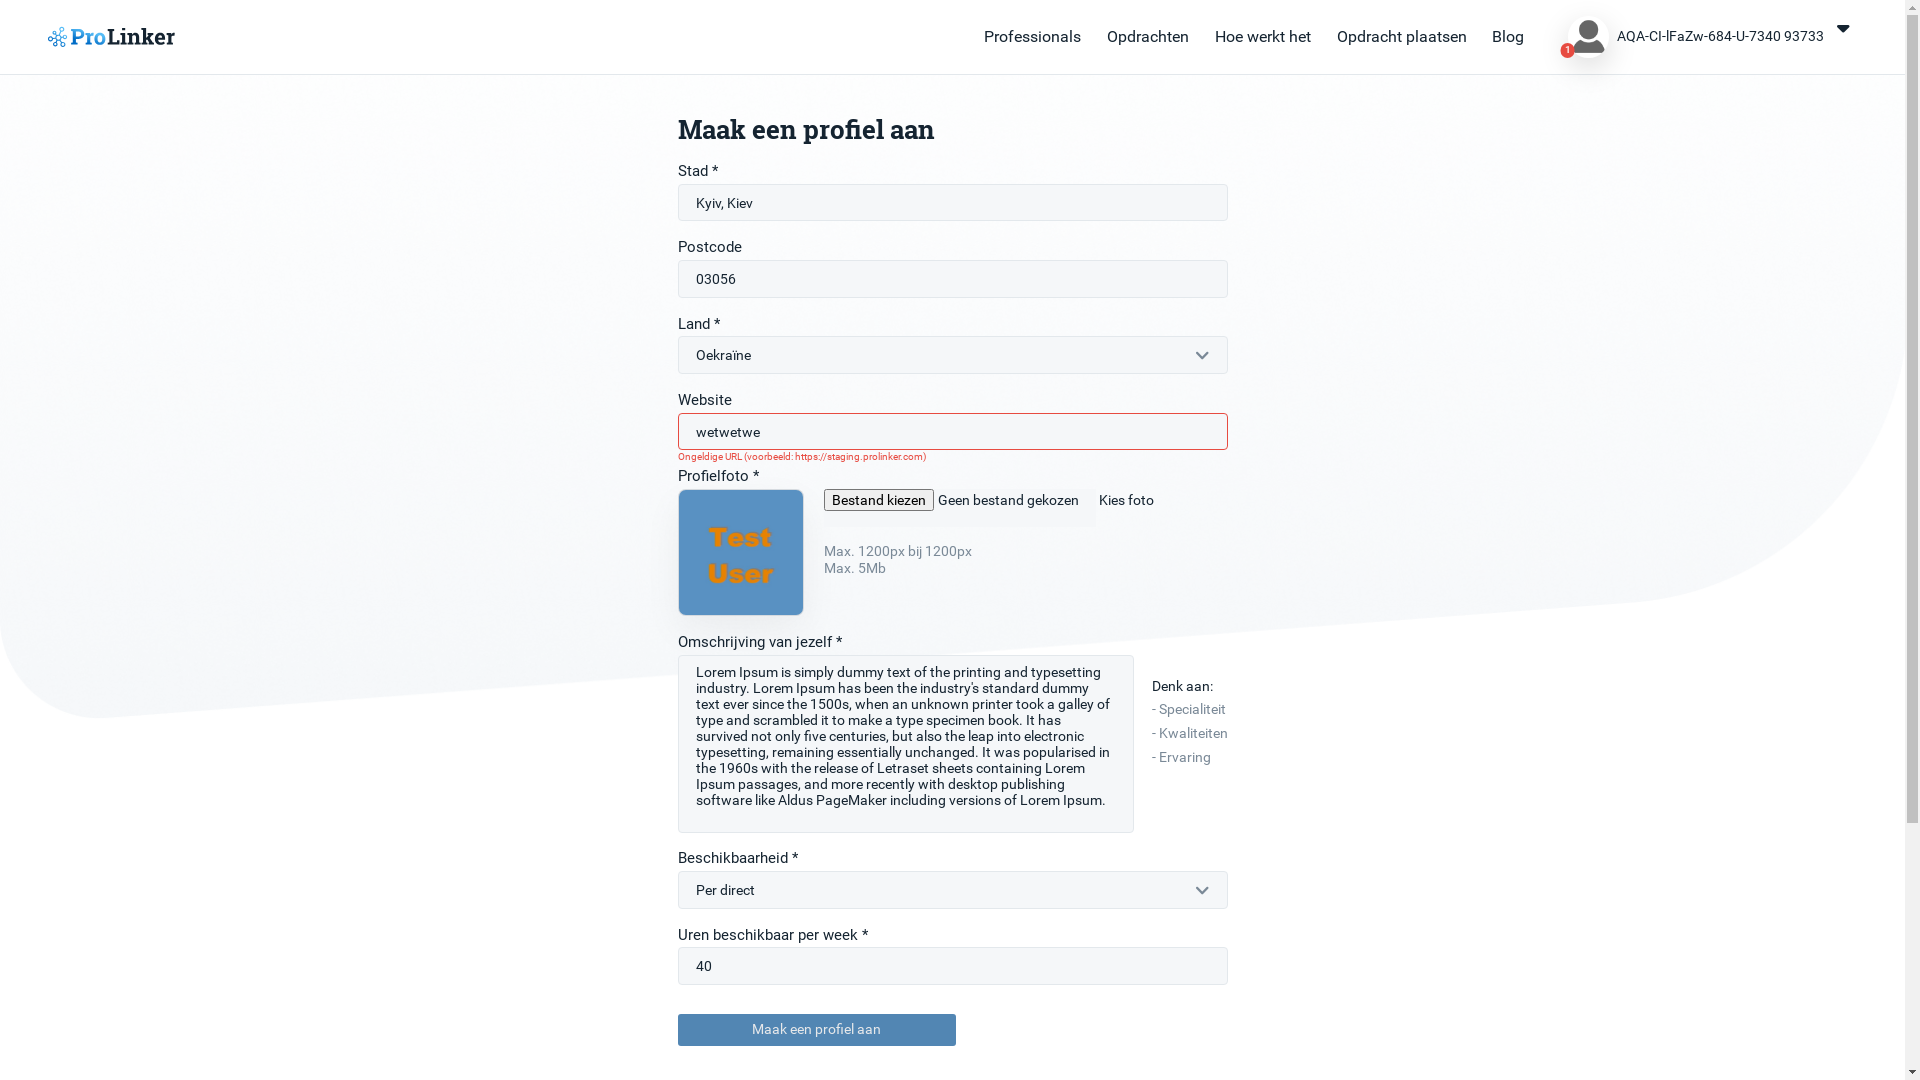 ProLinker
Professionals Opdrachten Hoe werkt het Opdracht plaatsen Blog
1
AQA-CI-lFaZw-684-U-7340 93733
Maak een profiel aan
Stad *
Kyiv, Kiev
Postcode
03056
Land *
Oekraïne
Website
wetwetwe
Ongeldige URL (voorbeeld: https://staging.prolinker.com)
Profielfoto *
Test
User
Bestand kiezen Geen bestand gekozen Kies foto
Max. 1200px bij 1200px
Max. 5Mb
Omschrijving van jezelf *
Lorem Ipsum is simply dummy text of the printing and typesetting
industry. Lorem Ipsum has been the industry's standard dummy
text ever since the 1500s, when an unknown printer took a galley of
type and scrambled it to make a type specimen book. It has
survived not only five centuries, but also the leap into electronic
typesetting, remaining essentially unchanged. It was popularised in
the 1960s with the release of Letraset sheets containing Lorem
Ipsum passages, and more recently with desktop publishing
software like Aldus PageMaker including versions of Lorem Ipsum.
Denk aan:
- Specialiteit
- Kwaliteiten
- Ervaring
Beschikbaarheid *
Per direct
Uren beschikbaar per week *
40
Maak een profiel aan